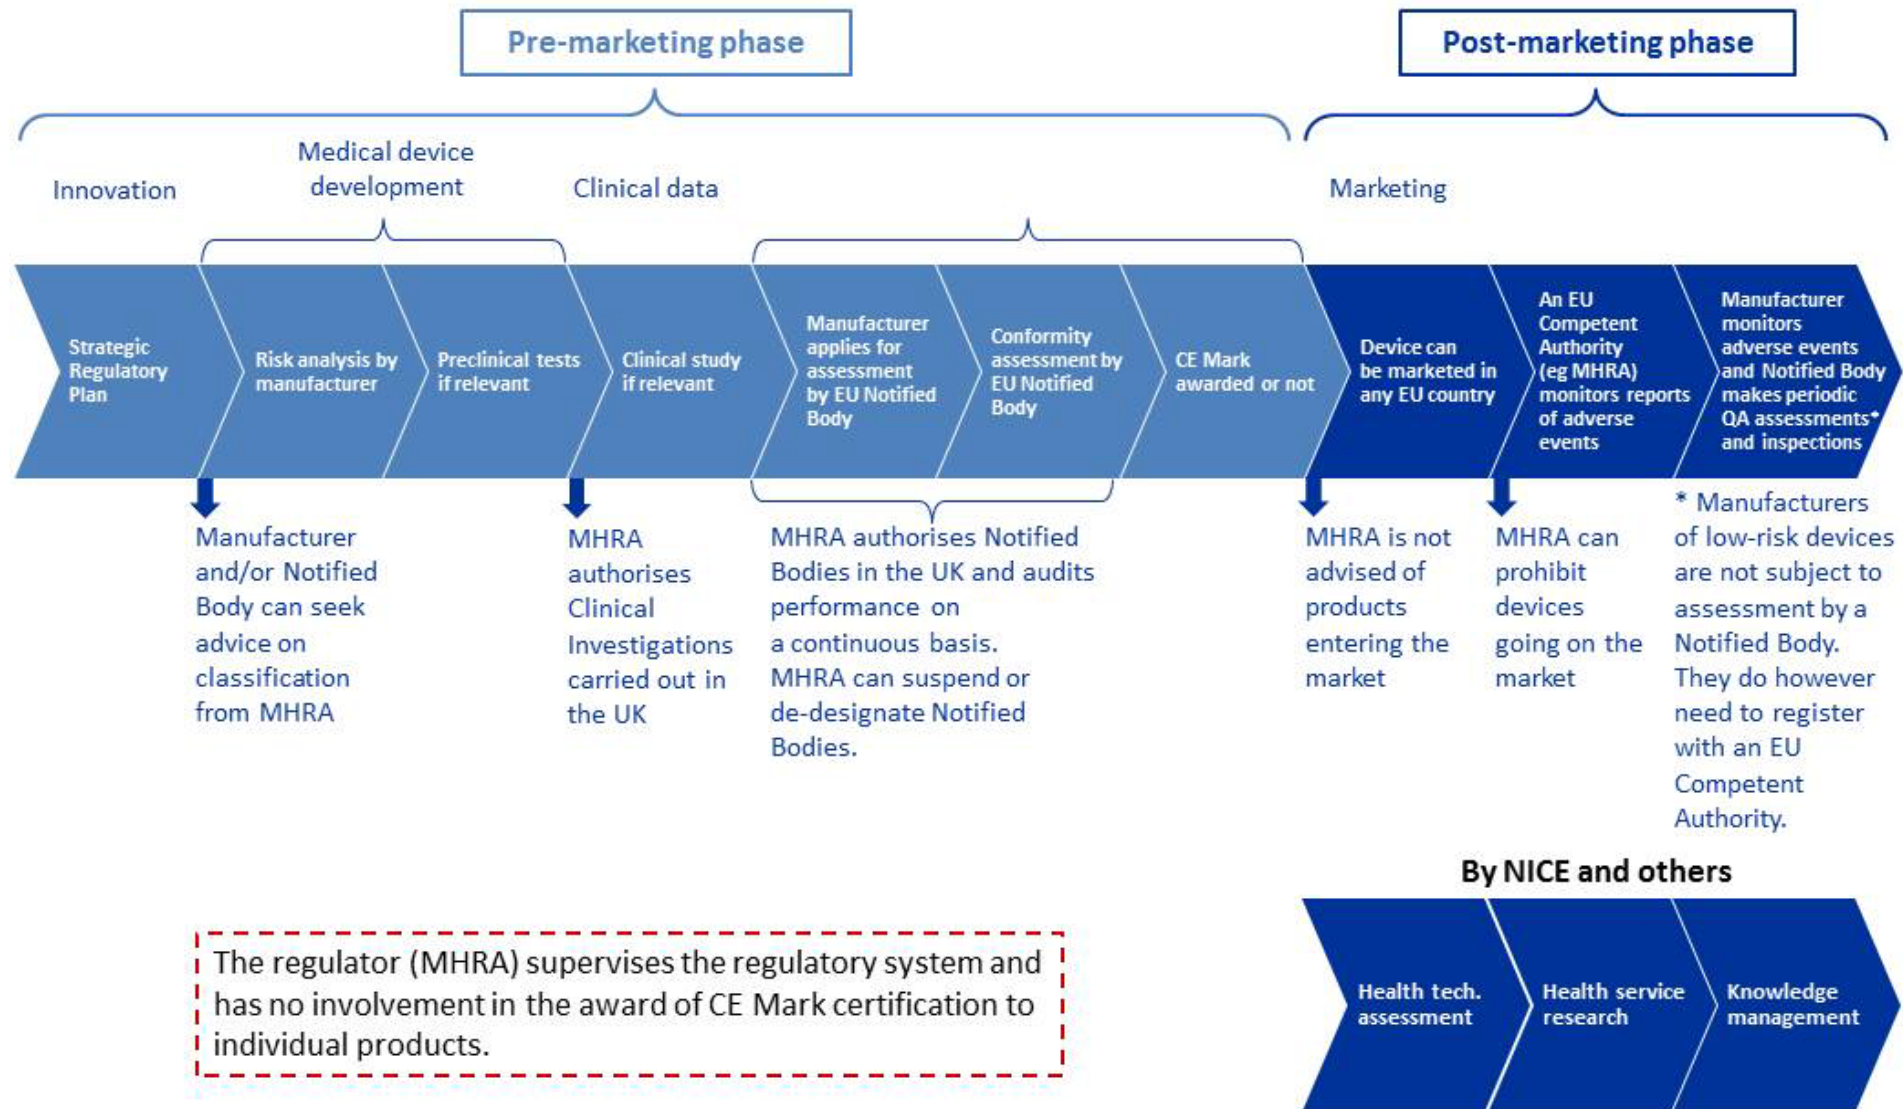 Pre-marketing phase
Post-marketing phase
Innovation
Medical device
development
Clinical data
Marketing
Strategic
Regulatory
Plan
Risk analysis by
manufacturer
Preclinical tests
if relevant
Clinical study
if relevant
Manufacturer
applies for
assessment
by EU Notified
Body
Conformity
assessment by
EU Notified
Body
CE Mark
awarded or not
Device can
be marketed in
any EU country
An EU
Competent
Authority
(eg MHRA)
monitors reports
of adverse
events
Manufacturer
monitors
adverse events
and Notified Body
makes periodic
QA assessments*
and inspections
Manufacturer
and/or Notified
Body can seek
advice on
classification
from MHRA
MHRA
authorises
Clinical
Investigations
carried out in
the UK
MHRA authorises Notified
Bodies in the UK and audits
performance on
a continuous basis.
MHRA can suspend or
de-designate Notified
Bodies.
MHRA is not
advised of
products
entering the
market
MHRA can
prohibit
devices
going on the
market
* Manufacturers
of low-risk devices
are not subject to
assessment by a
Notified Body.
They do however
need to register
with an EU
Competent
Authority.
By NICE and others
Health tech.
assessment
Health service
research
Knowledge
management
The regulator (MHRA) supervises the regulatory system and
has no involvement in the award of CE Mark certification to
individual products.